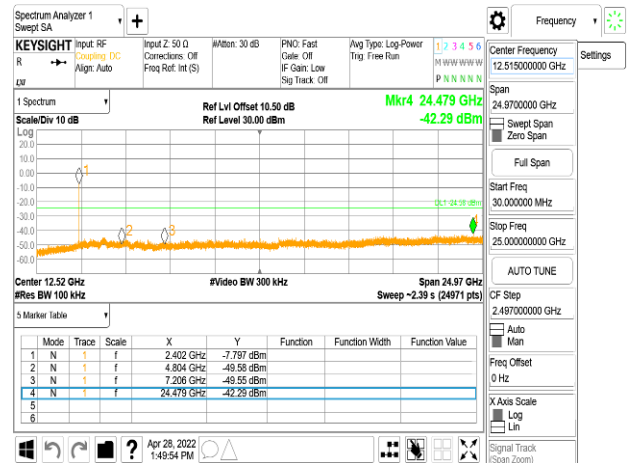 Spectrum Analyzer 1
Swept SA
Frequency
KEYSIGHT
R
Input: RF
Coupling: DC
Align: Auto
Input Z: 50 Ω
Corrections: Off
Freq Ref: Int (S)
#Atten: 30 dB
PNO: Fast
Gate: Off
IF Gain: Low
Sig Track: Off
Avg Type: Log-Power
Trig: Free Run
1 2 3 4 5 6
M W W W W W
P N N N N N
Settings
1 Spectrum
Scale/Div 10 dB
Ref Lvl Offset 10.50 dB
Ref Level 30.00 dBm
Mkr4 24.479 GHz
-42.29 dBm
Log
20.0
10.0
0.00
-10.0
-20.0
-30.0
-40.0
-50.0
-60.0
1
2
3
4
Center 12.52 GHz
#Res BW 100 kHz
#Video BW 300 kHz
Span 24.97 GHz
Sweep ~2.39 s (24971 pts)
5 Marker Table
Mode Trace Scale X Y Function Function Width Function Value
1 N 1 f 2.402 GHz -7.797 dBm
2 N 1 f 4.804 GHz -49.58 dBm
3 N 1 f 7.206 GHz -49.55 dBm
4 N 1 f 24.479 GHz -42.29 dBm
5
6
?
Apr 28, 2022
1:49:54 PM
Center Frequency
12.515000000 GHz
Span
24.9700000 GHz
Swept Span
Zero Span
Full Span
Start Freq
30.000000 MHz
Stop Freq
25.000000000 GHz
AUTO TUNE
CF Step
2.497000000 GHz
Auto
Man
Freq Offset
0 Hz
X Axis Scale
Log
Lin
Signal Track
(Span Zoom)